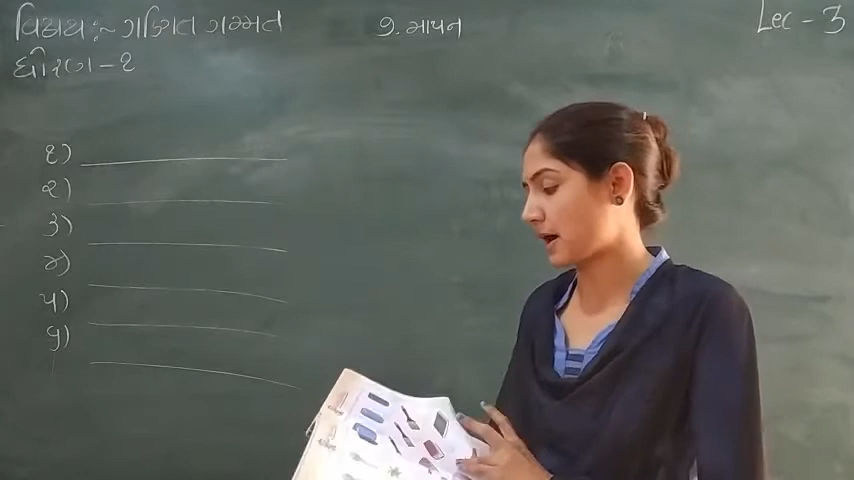 વિષય :- ગણિત ગમ્મત
૭. માપન
Lec - 3
ધોરણ - ૨
૧)
૨)
૩)
૪)
૫)
૬)